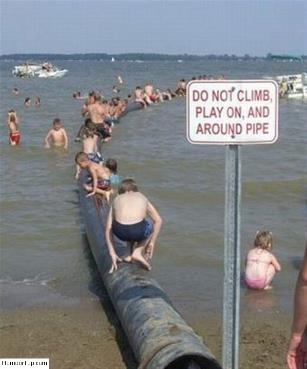 DO NOT CLIMB,
PLAY ON, AND
AROUND PIPE